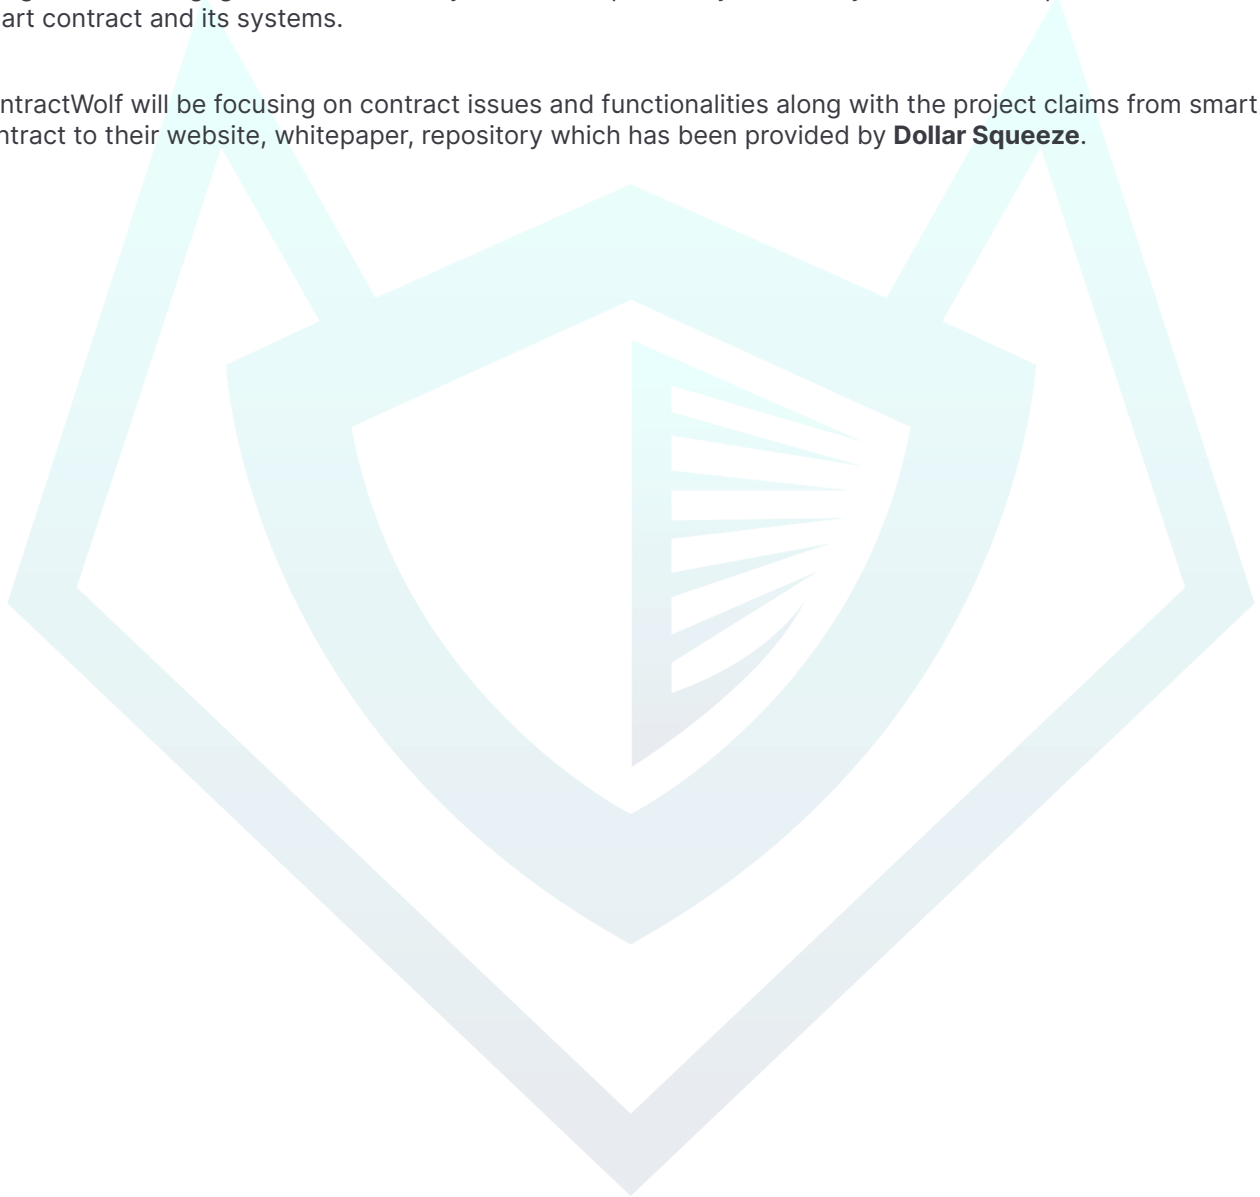 art contract and its systems.
ntractWolf will be focusing on contract issues and functionalities along with the project claims from smart
ntract to their website, whitepaper, repository which has been provided by Dollar Squeeze.